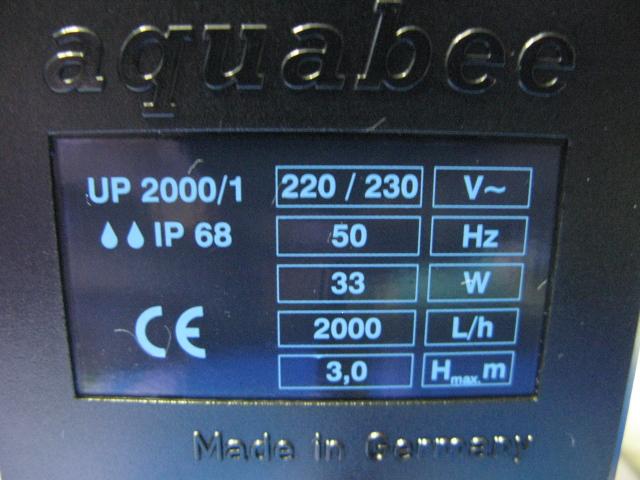 aquabee
UP 2000/1 220 / 230 V~
IP 68 50 Hz
33 W
CE 2000 L/h
3,0 Hmax. m
Made in Germany